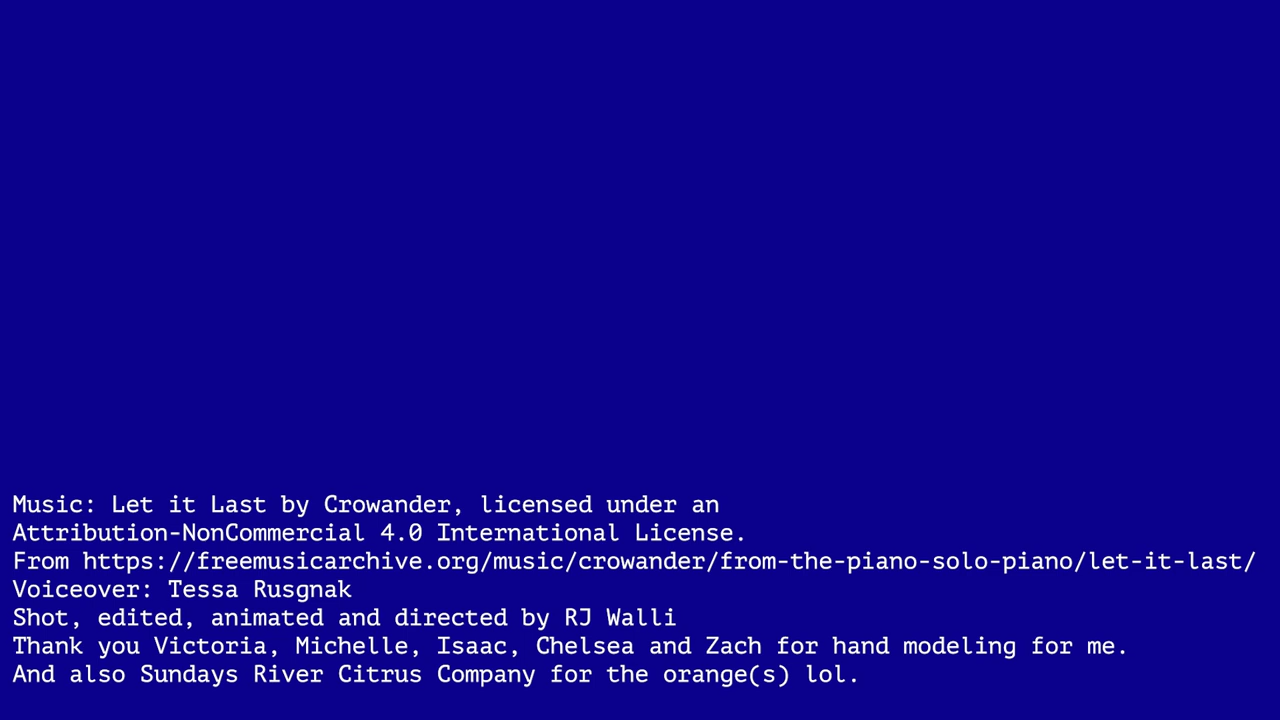 Music: Let it Last by Crowander, licensed under an
Attribution-NonCommercial 4.0 International License.
From https://freemusicarchive.org/music/crowander/from-the-piano-solo-piano/let-it-last/
Voiceover: Tessa Rusgnak
Shot, edited, animated and directed by RJ Walli
Thank you Victoria, Michelle, Isaac, Chelsea and Zach for hand modeling for me.
And also Sundays River Citrus Company for the orange(s) lol.